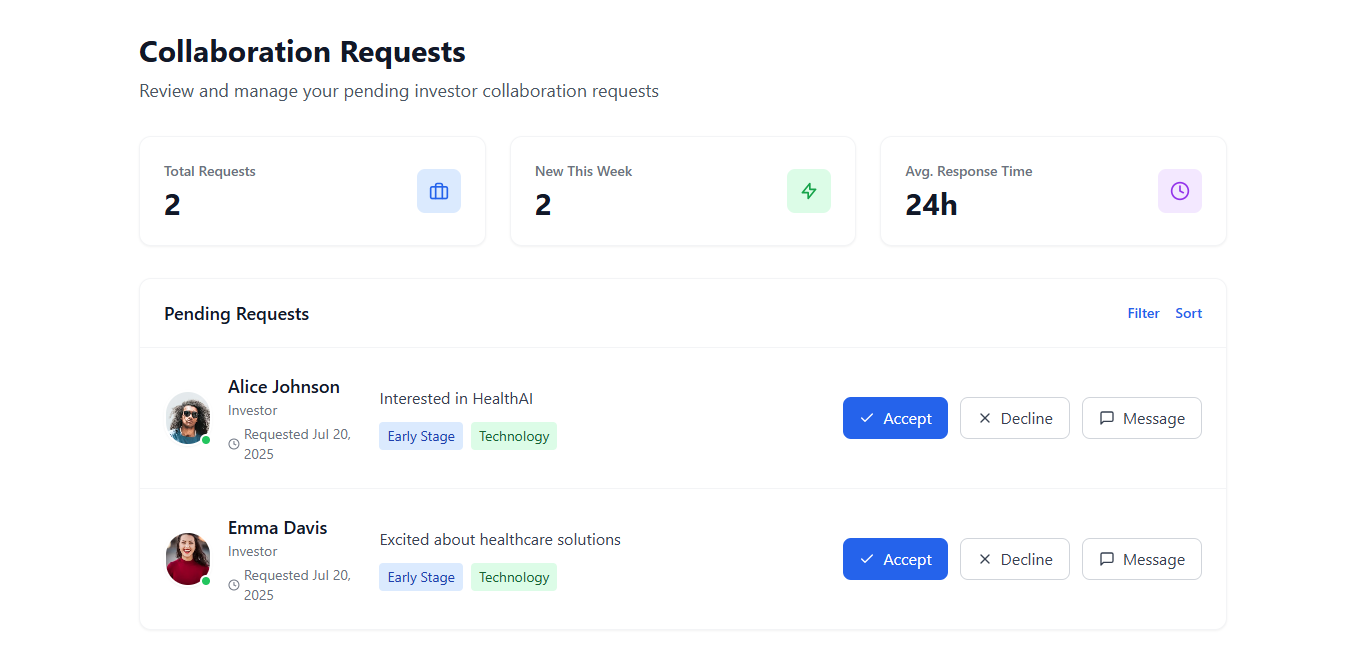 Collaboration Requests
Review and manage your pending investor collaboration requests
Total Requests
2
New This Week
2
Avg. Response Time
24h
Pending Requests
Filter Sort
Alice Johnson
Investor
Requested Jul 20,
2025
Interested in HealthAI
Early Stage Technology
Accept Decline Message
Emma Davis
Investor
Requested Jul 20,
2025
Excited about healthcare solutions
Early Stage Technology
Accept Decline Message